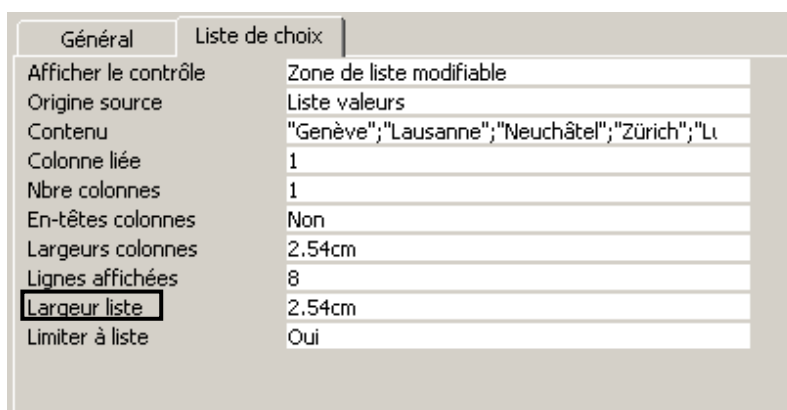 Général
Liste de choix
Afficher le contrôle Zone de liste modifiable
Origine source Liste valeurs
Contenu "Genève";"Lausanne";"Neuchâtel";"Zürich";
Colonne liée 1
Nbre colonnes 1
En-têtes colonnes Non
Largeurs colonnes 2.54cm
Lignes affichées 8
Largeur liste 2.54cm
Limiter à liste Oui